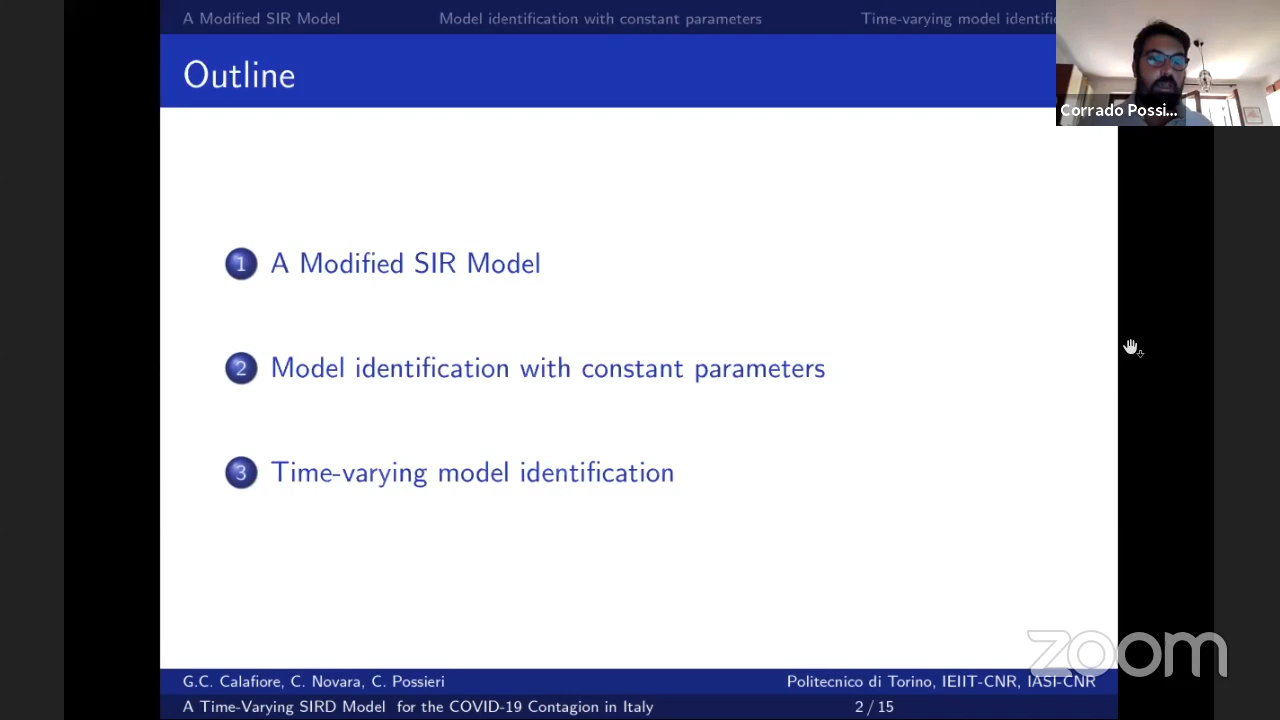 A Modified SIR Model
Model identification with constant parameters
Time-varying model identific
Outline
Corrado Possi...
1 A Modified SIR Model
2 Model identification with constant parameters
3 Time-varying model identification
zoom
G.C. Calafiore, C. Novara, C. Possieri
Politecnico di Torino, IEIIT-CNR, IASI-CNR
A Time-Varying SIRD Model for the COVID-19 Contagion in Italy
2 / 15